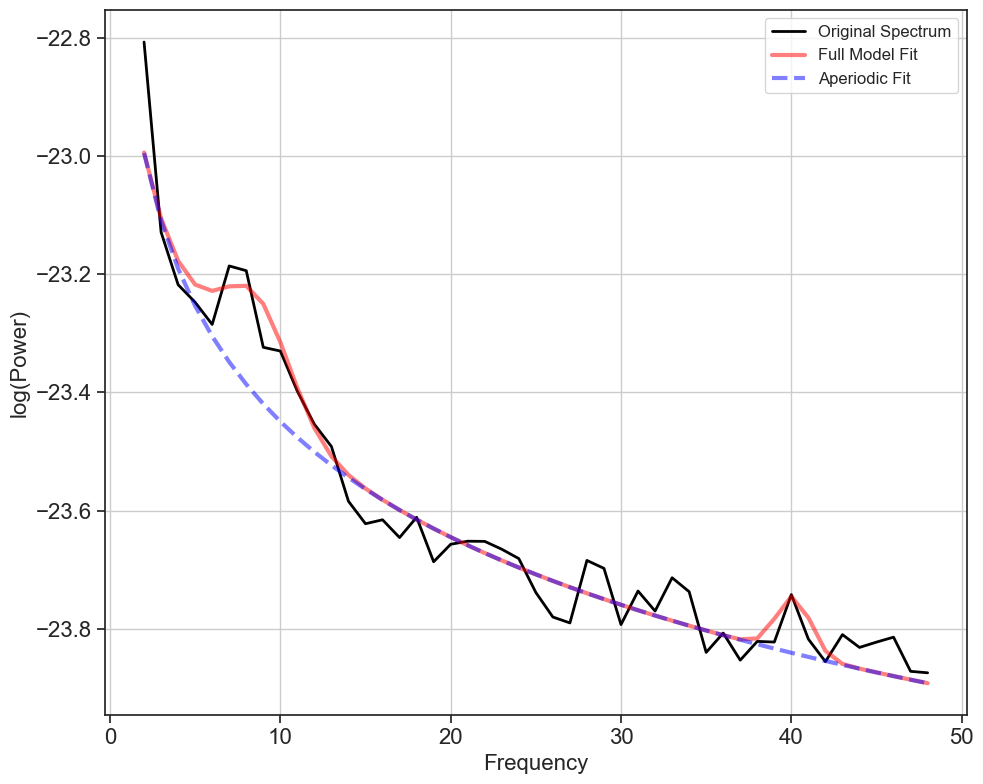 Original Spectrum
Full Model Fit
Aperiodic Fit
log(Power)
−22.8
−23.0
−23.2
−23.4
−23.6
−23.8
0 10 20 30 40 50
Frequency